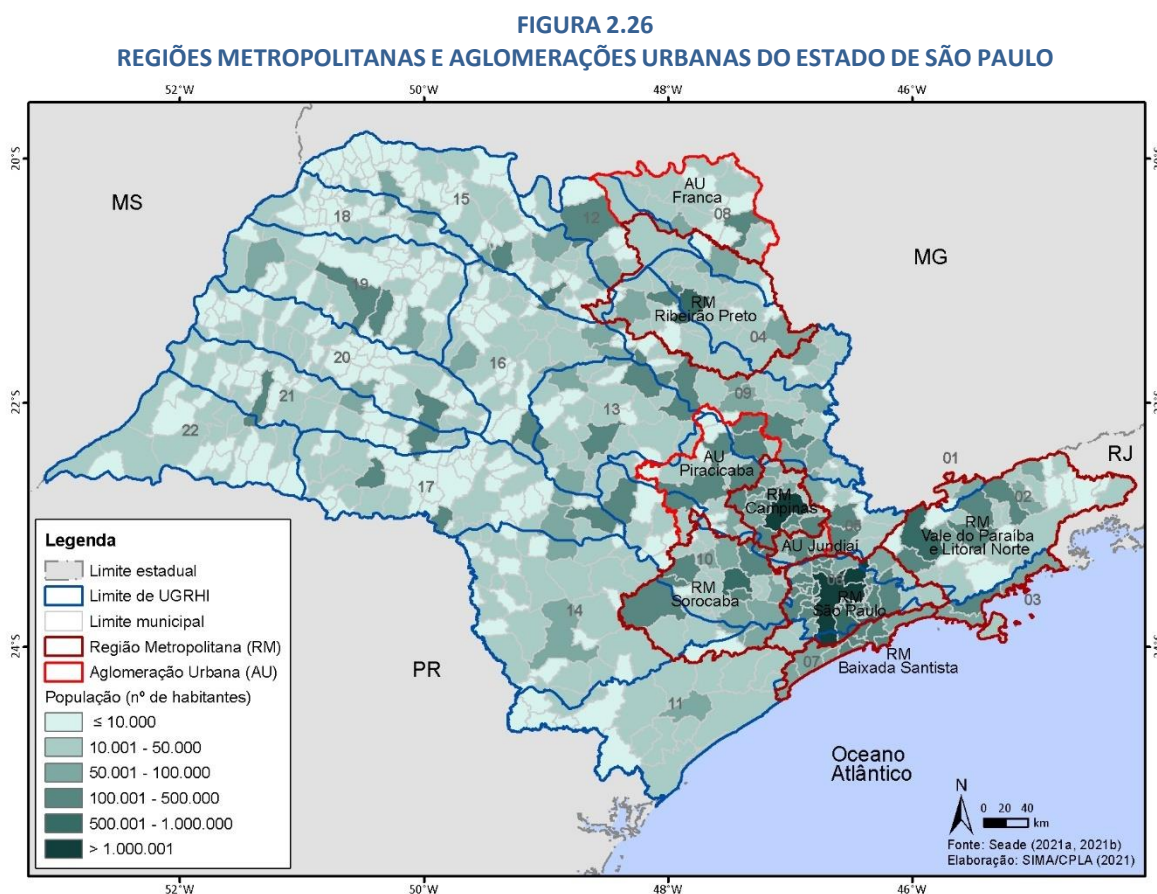 FIGURA 2.26
REGIÕES METROPOLITANAS E AGLOMERAÇÕES URBANAS DO ESTADO DE SÃO PAULO
52°W
50°W
48°W
46°W
20°S
20°S
MS
AU
Franca
08
15
12
18
MG
19
RM
Ribeirão Preto
04
20
16
22°S
21
22
13
09
AU
Piracicaba
RM
Campinas
01
RJ
02
17
RM
Vale do Paraíba
e Litoral Norte
AU Jundiaí
10
RM
Sorocaba
RM
São Paulo
03
14
24°S
07
RM
Baixada Santista
PR
11
Oceano
Atlântico
Legenda
Limite estadual
Limite de UGRHI
Limite municipal
Região Metropolitana (RM)
Aglomeração Urbana (AU)
População (nº de habitantes)
≤ 10.000
10.001 - 50.000
50.001 - 100.000
100.001 - 500.000
500.001 - 1.000.000
> 1.000.001
N
0 20 40
km
Fonte: Seade (2021a, 2021b)
Elaboração: SIMA/CPLA (2021)
52°W
50°W
48°W
46°W